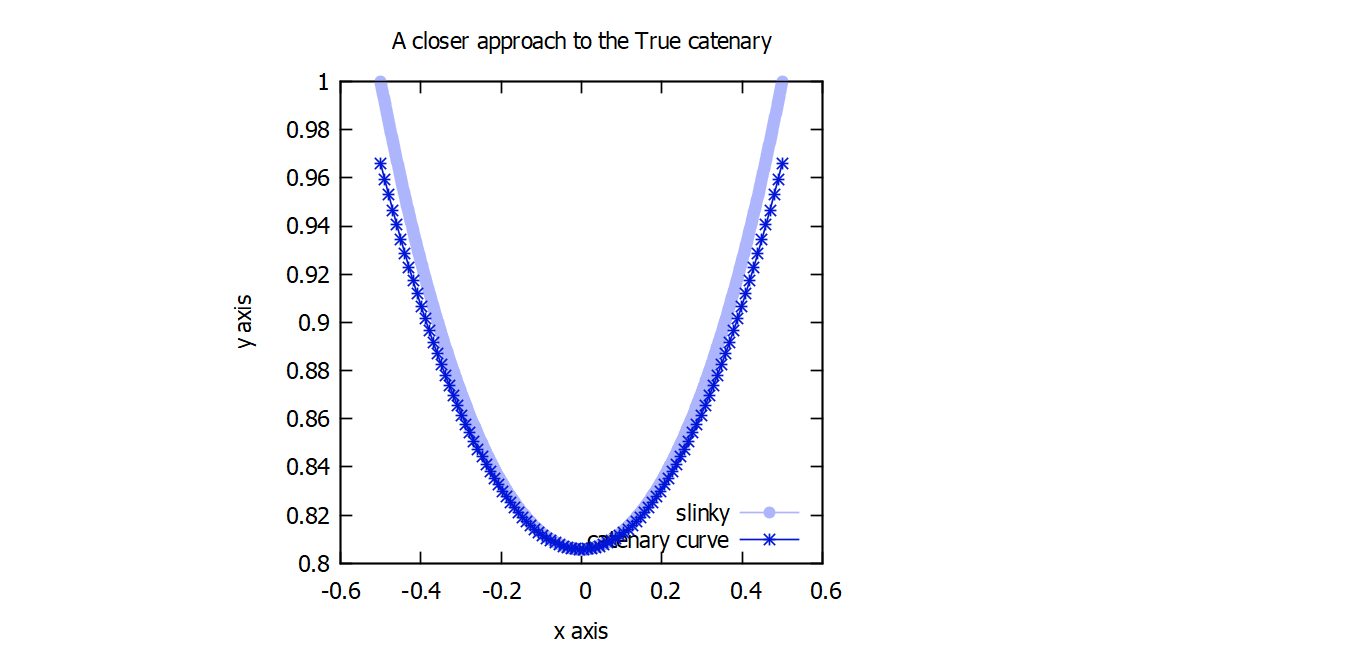 A closer approach to the True catenary
1
0.98
0.96
0.94
0.92
0.9
0.88
0.86
0.84
0.82
0.8
y axis
slinky
catenary curve
-0.6 -0.4 -0.2 0 0.2 0.4 0.6
x axis